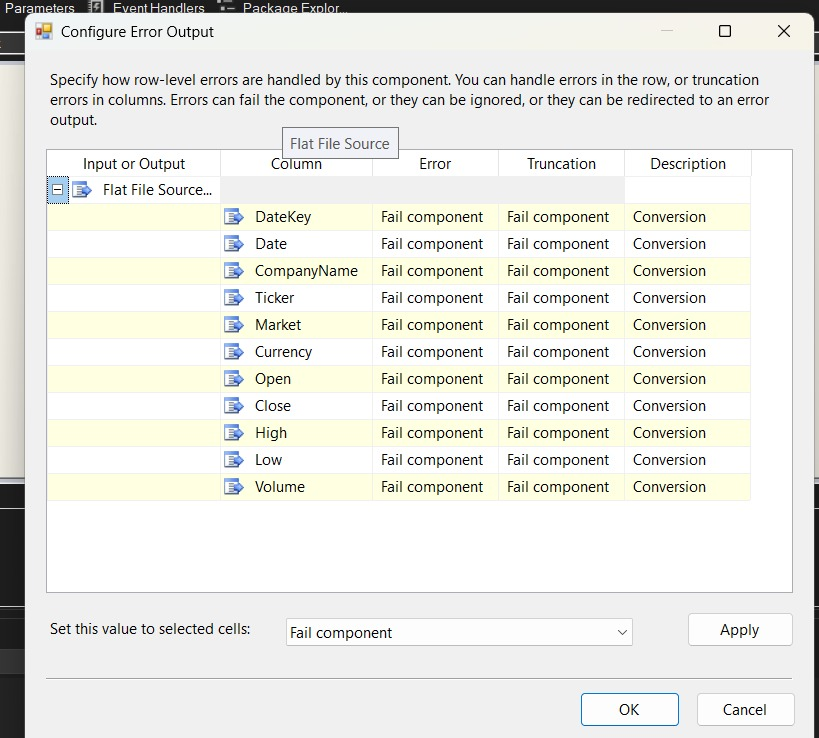 Parameters Event Handlers Package Explor...
Configure Error Output
Specify how row-level errors are handled by this component. You can handle errors in the row, or truncation
errors in columns. Errors can fail the component, or they can be ignored, or they can be redirected to an error
output.
Flat File Source
Input or Output Column Error Truncation Description
Flat File Source...
DateKey Fail component Fail component Conversion
Date Fail component Fail component Conversion
CompanyName Fail component Fail component Conversion
Ticker Fail component Fail component Conversion
Market Fail component Fail component Conversion
Currency Fail component Fail component Conversion
Open Fail component Fail component Conversion
Close Fail component Fail component Conversion
High Fail component Fail component Conversion
Low Fail component Fail component Conversion
Volume Fail component Fail component Conversion
Set this value to selected cells: Fail component Apply
OK Cancel